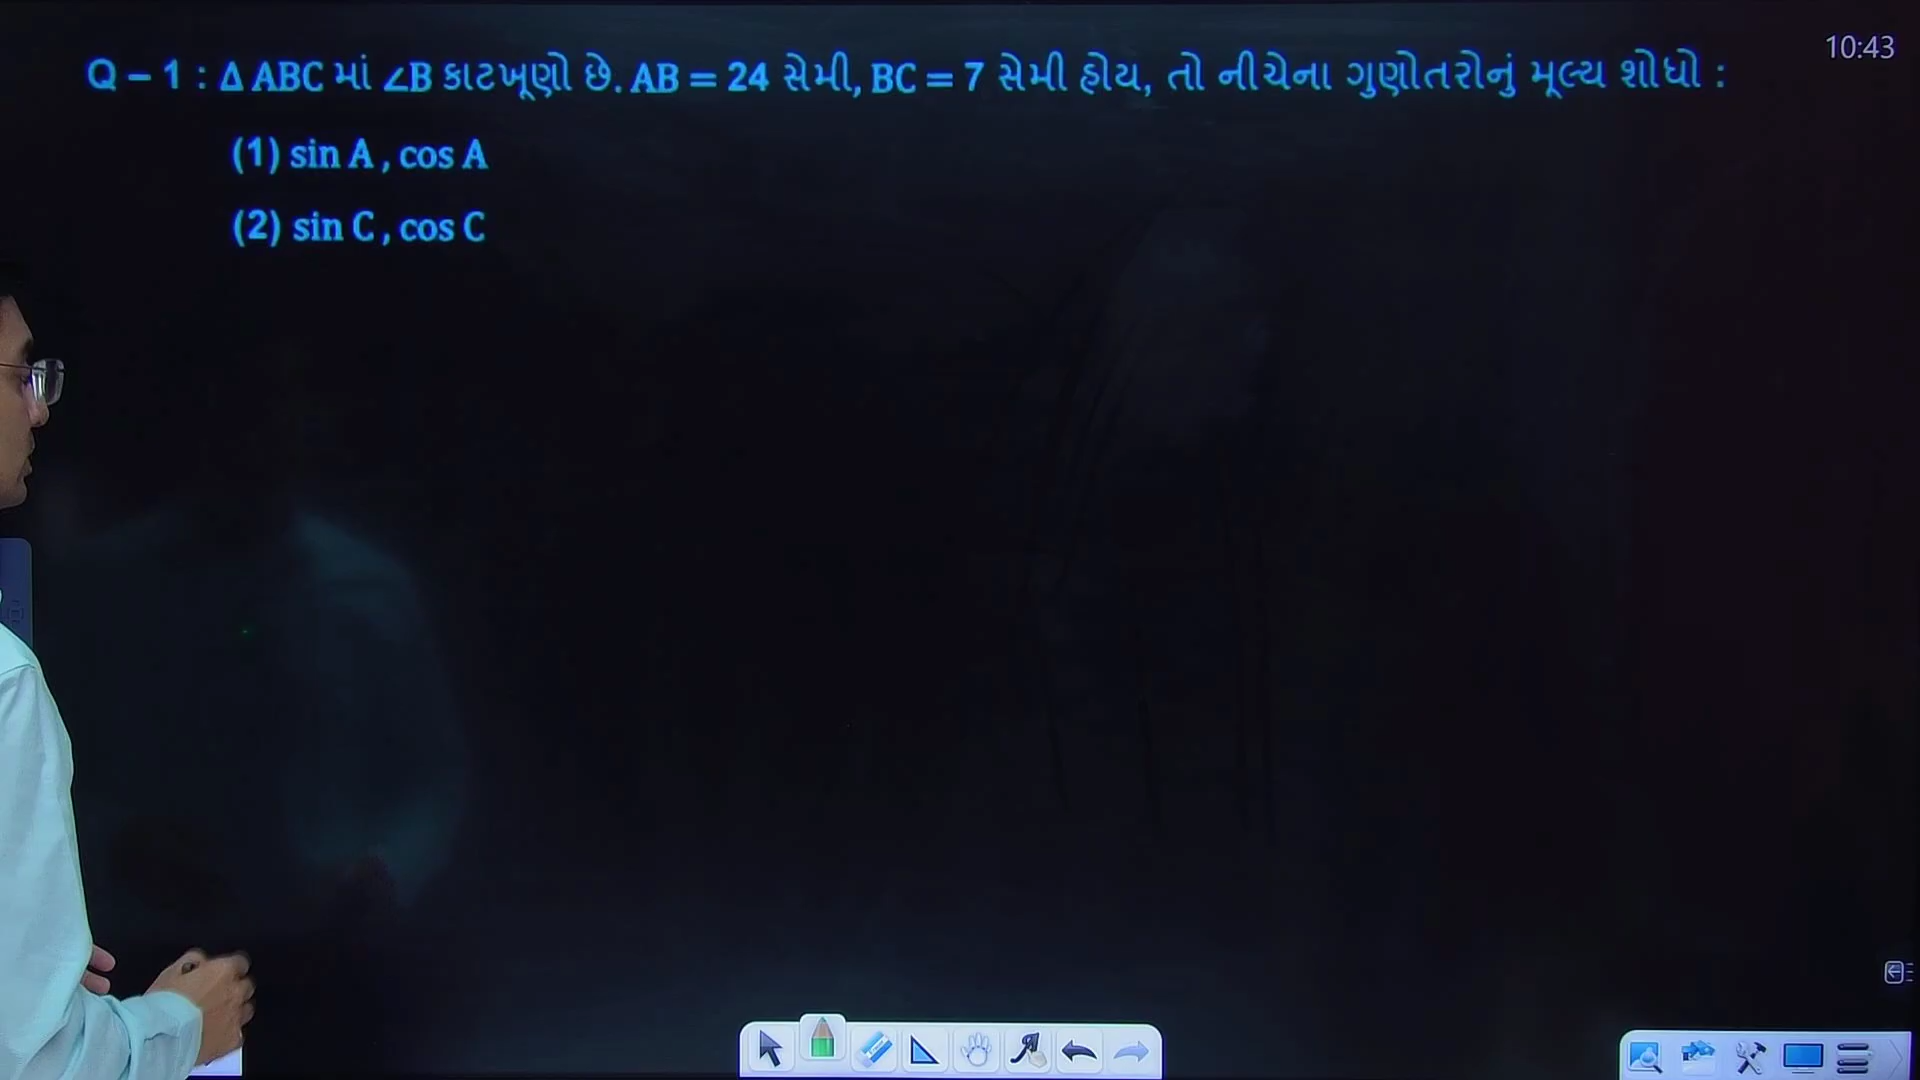 10:43
Q – 1 : Δ ABC માં ∠B કાટખૂણો છે. AB = 24 સેમી, BC = 7 સેમી હોય, તો નીચેના ગુણોતરોનું મૂલ્ય શોધો :
(1) sin A , cos A
(2) sin C , cos C